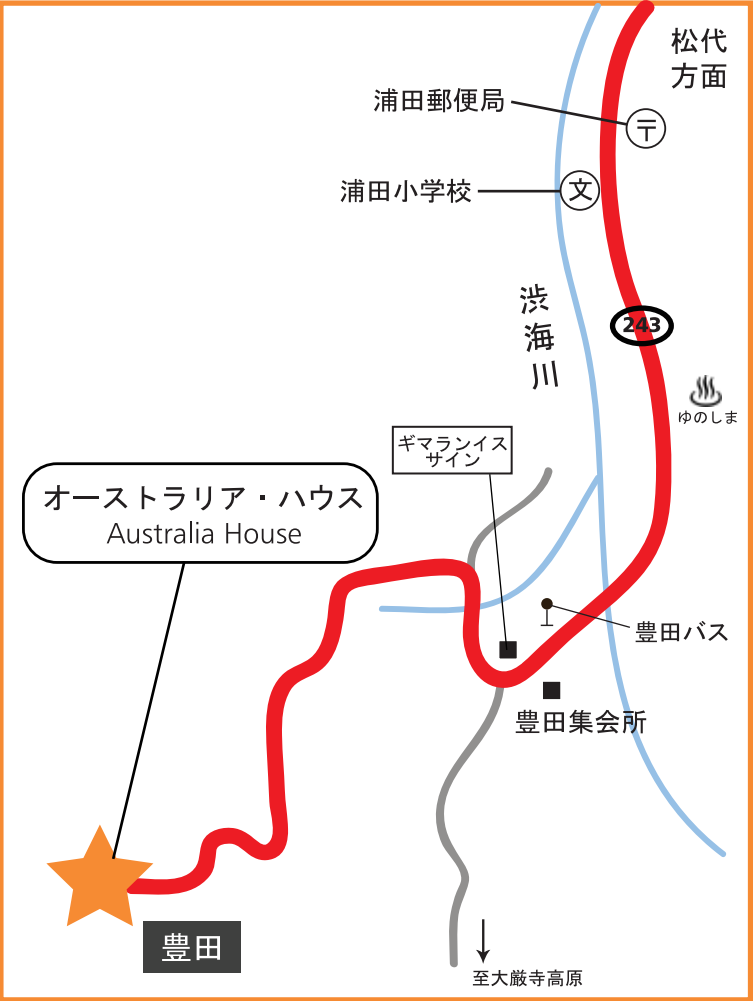 松代
方面
浦田郵便局
〒
浦田小学校
文
渋海川
243
ゆのしま
ギマランイス
サイン
オーストラリア・ハウス
Australia House
豊田バス
豊田集会所
豊田
至大厳寺高原